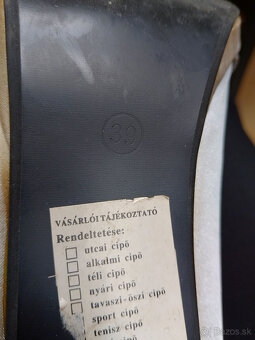 39
VÁSÁRLÓI TÁJÉKOZTATÓ
Rendeltetése:
utcai cipő
alkalmi cipő
téli cipő
nyári cipő
tavaszi-őszi cipő
sport cipő
tenisz cipő
bazos.sk